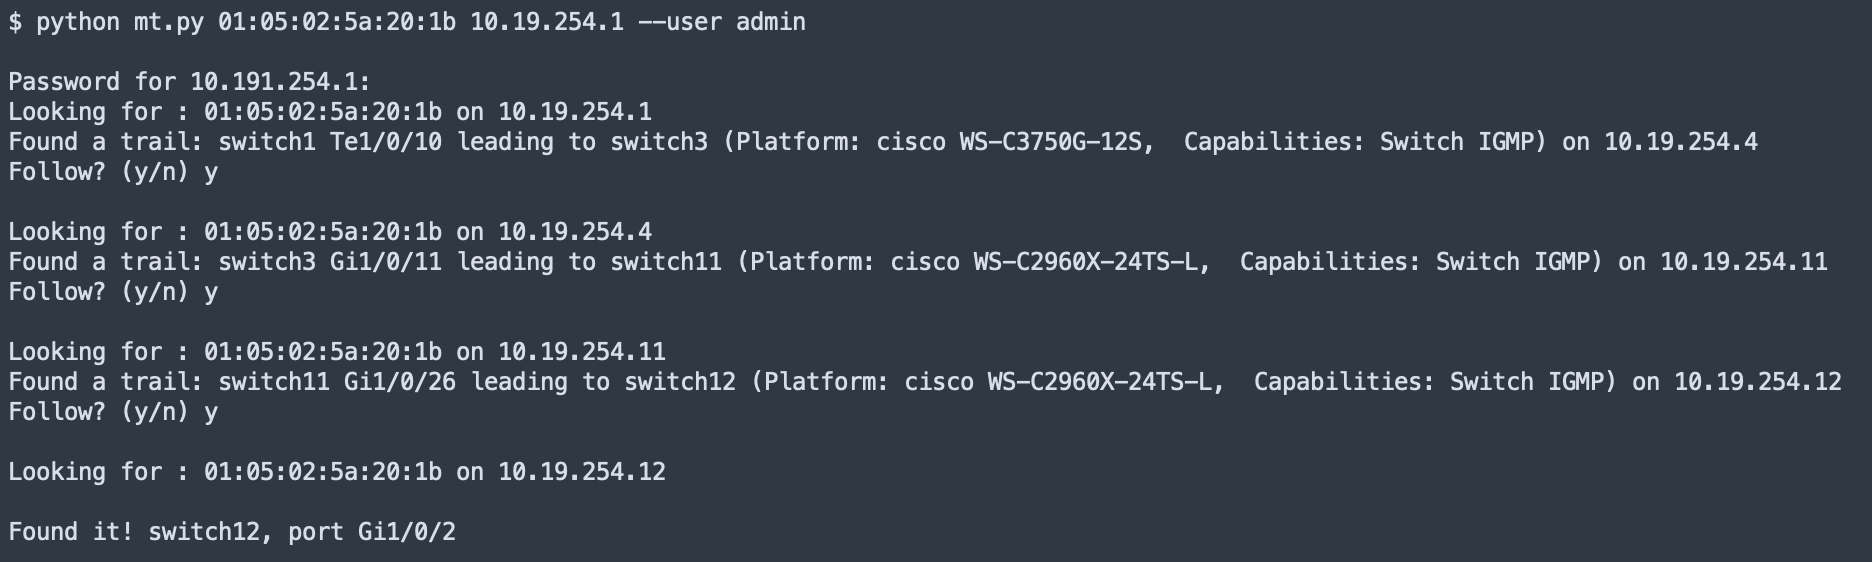 $ python mt.py 01:05:02:5a:20:1b 10.19.254.1 --user admin
Password for 10.191.254.1:
Looking for : 01:05:02:5a:20:1b on 10.19.254.1
Found a trail: switch1 Te1/0/10 leading to switch3 (Platform: cisco WS-C3750G-12S,  Capabilities: Switch IGMP) on 10.19.254.4
Follow? (y/n) y
Looking for : 01:05:02:5a:20:1b on 10.19.254.4
Found a trail: switch3 Gi1/0/11 leading to switch11 (Platform: cisco WS-C2960X-24TS-L,  Capabilities: Switch IGMP) on 10.19.254.11
Follow? (y/n) y
Looking for : 01:05:02:5a:20:1b on 10.19.254.11
Found a trail: switch11 Gi1/0/26 leading to switch12 (Platform: cisco WS-C2960X-24TS-L,  Capabilities: Switch IGMP) on 10.19.254.12
Follow? (y/n) y
Looking for : 01:05:02:5a:20:1b on 10.19.254.12
Found it! switch12, port Gi1/0/2